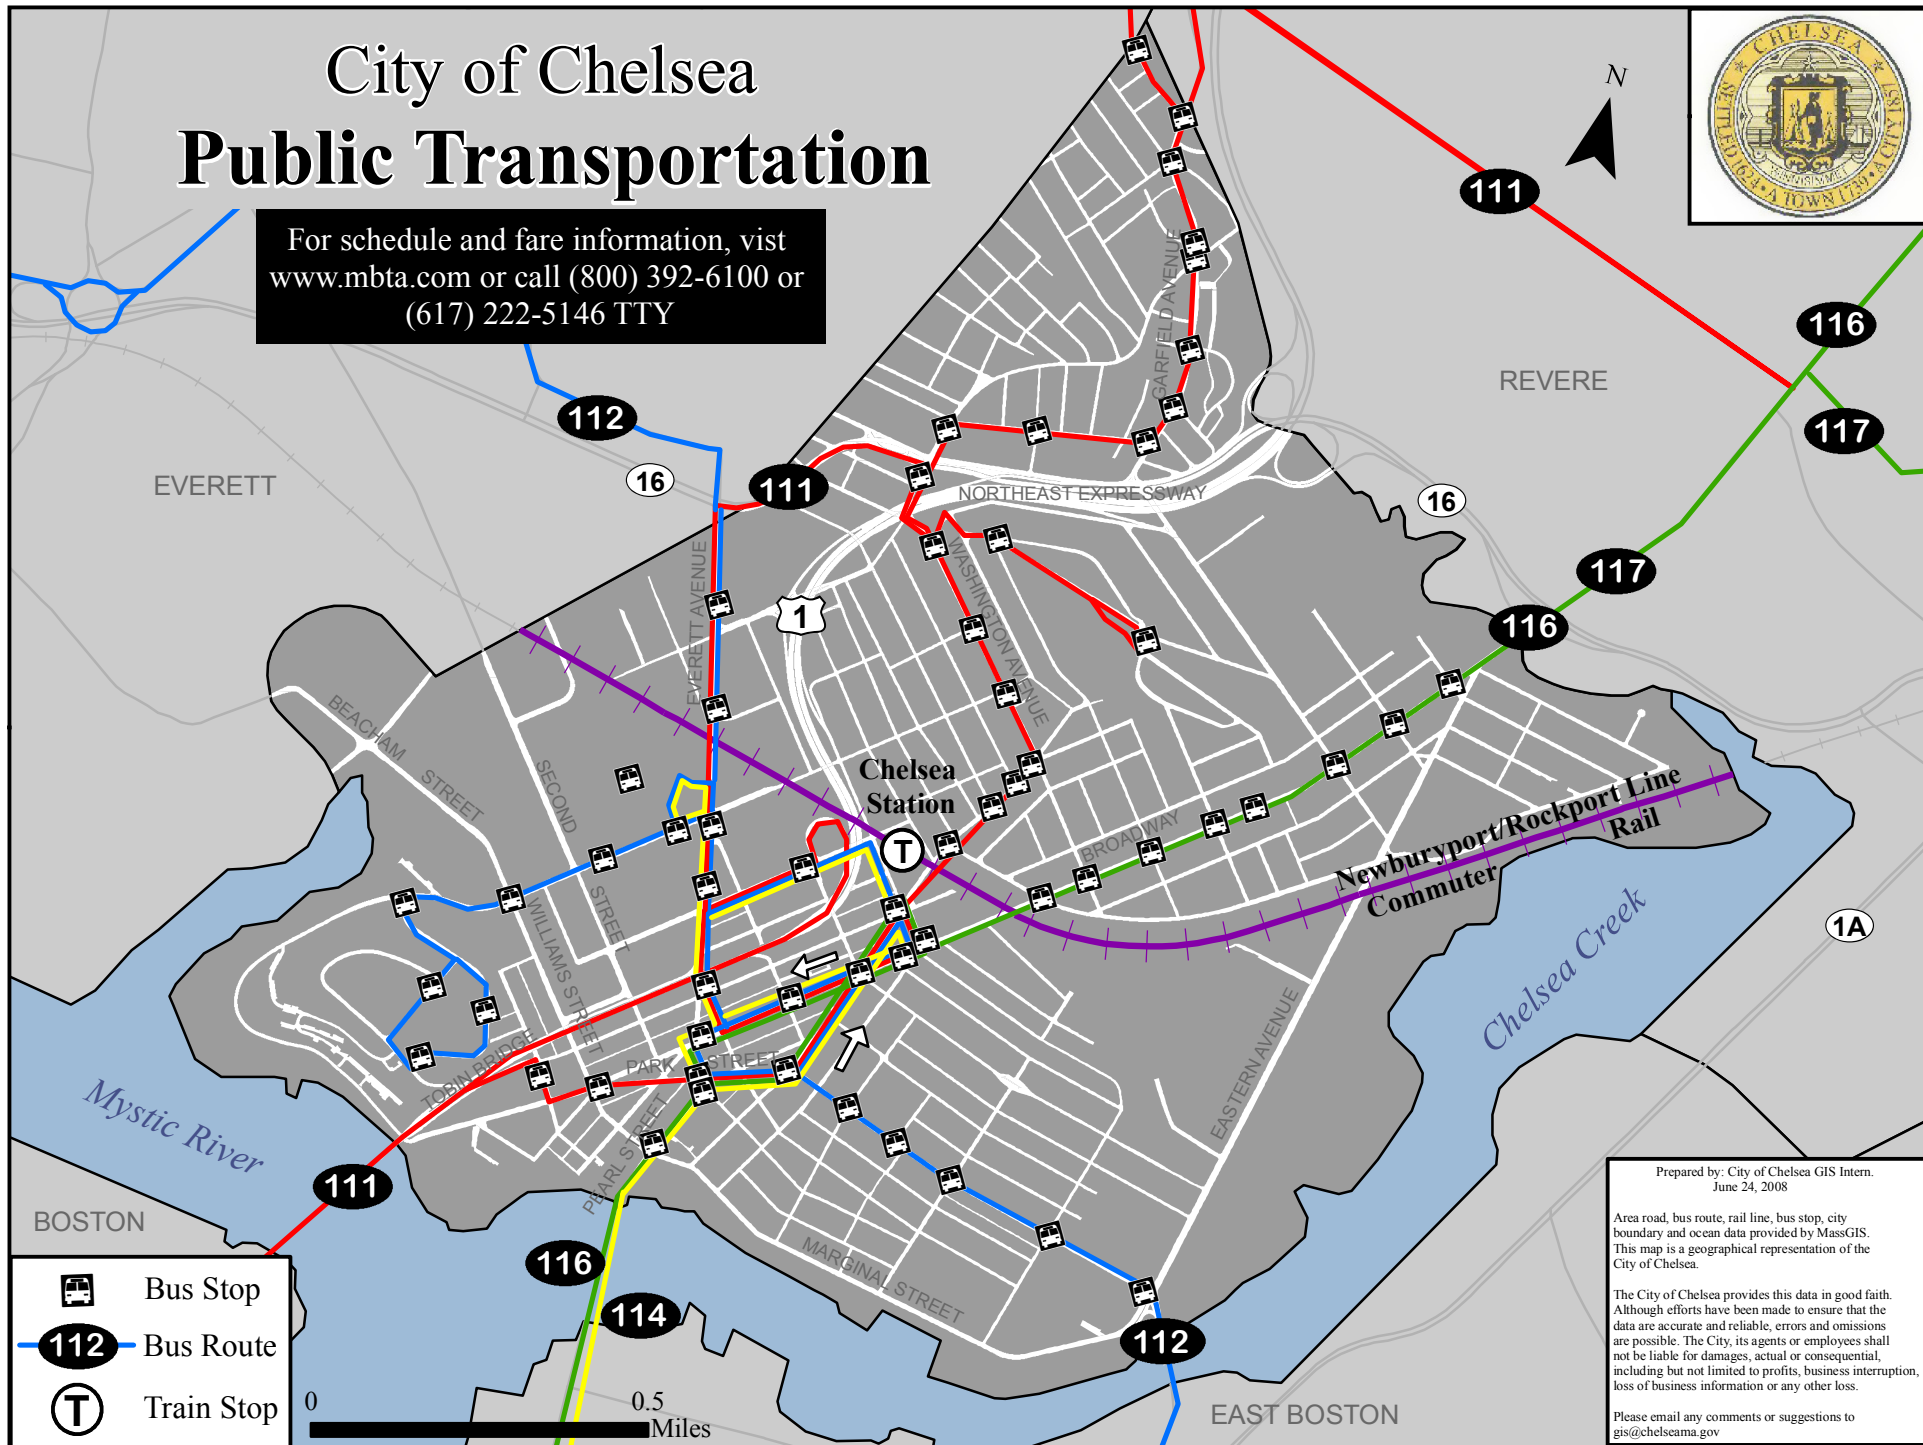 City of Chelsea
Public Transportation
For schedule and fare information, vist
www.mbta.com or call (800) 392-6100 or
(617) 222-5146 TTY
N
CHELSEA
SETTLED 1624 • A TOWN 1739 • A CITY 1857
111
116
REVERE
117
112
16
111
EVERETT
GARFIELD AVENUE
NORTHEAST EXPRESSWAY
16
117
116
EVERETT AVENUE
WASHINGTON AVENUE
1
BEACHAM STREET
SECOND STREET
Chelsea
Station
T
BROADWAY
Newburyport/Rockport Line
Commuter Rail
1A
WILLIAMS STREET
Chelsea Creek
EASTERN AVENUE
TOBIN BRIDGE
PARK STREET
PEARL STREET
Mystic River
111
BOSTON
116
114
MARGINAL STREET
112
EAST BOSTON
Bus Stop
112 Bus Route
T Train Stop
0 0.5
Miles
Prepared by: City of Chelsea GIS Intern.
June 24, 2008
Area road, bus route, rail line, bus stop, city
boundary and ocean data provided by MassGIS.
This map is a geographical representation of the
City of Chelsea.
The City of Chelsea provides this data in good faith.
Although efforts have been made to ensure that the
data are accurate and reliable, errors and omissions
are possible. The City, its agents or employees shall
not be liable for damages, actual or consequential,
including but not limited to profits, business interruption,
loss of business information or any other loss.
Please email any comments or suggestions to
gis@chelseama.gov